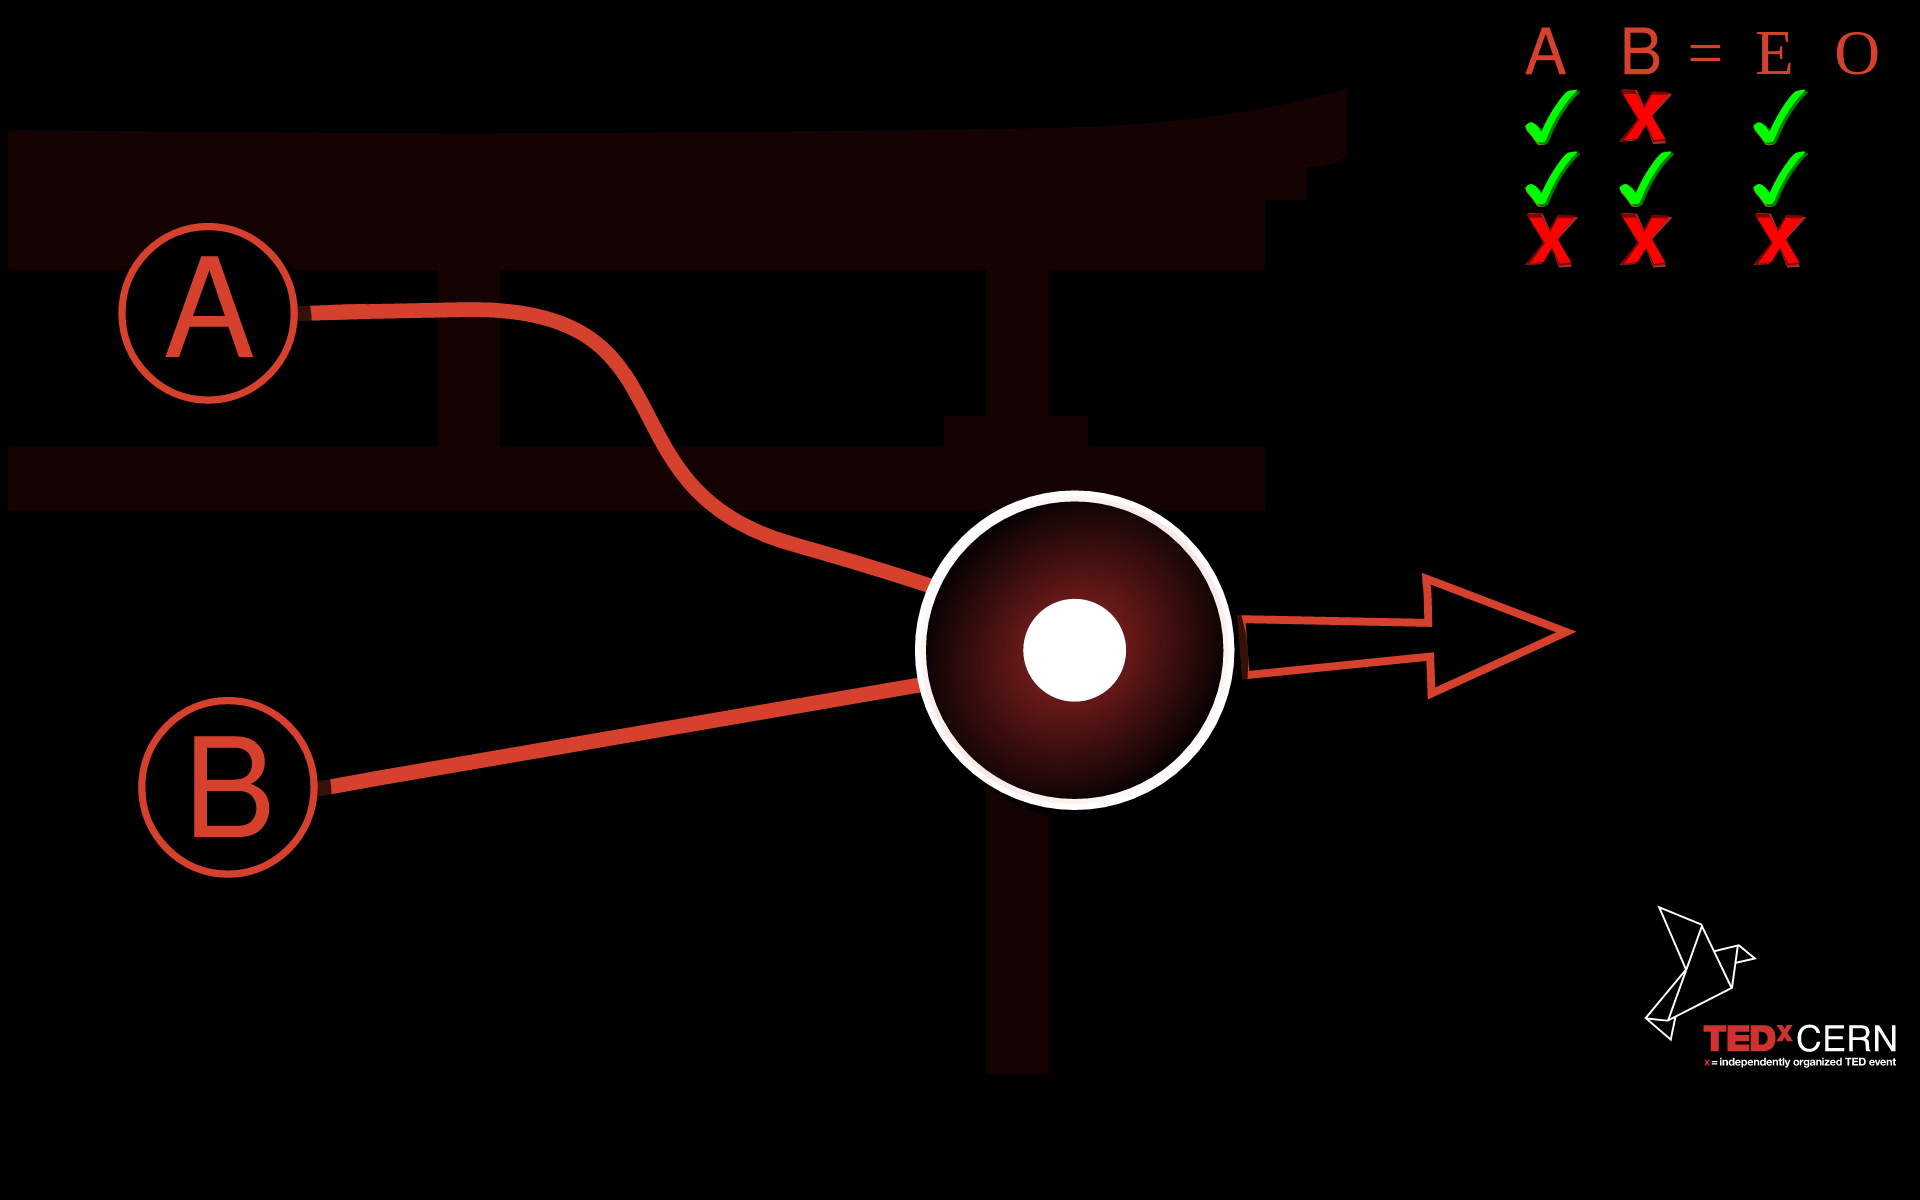 A B = E O
✓ X ✓
✓ ✓ ✓
X X X
A
B
TEDxCERN
x = independently organized TED event